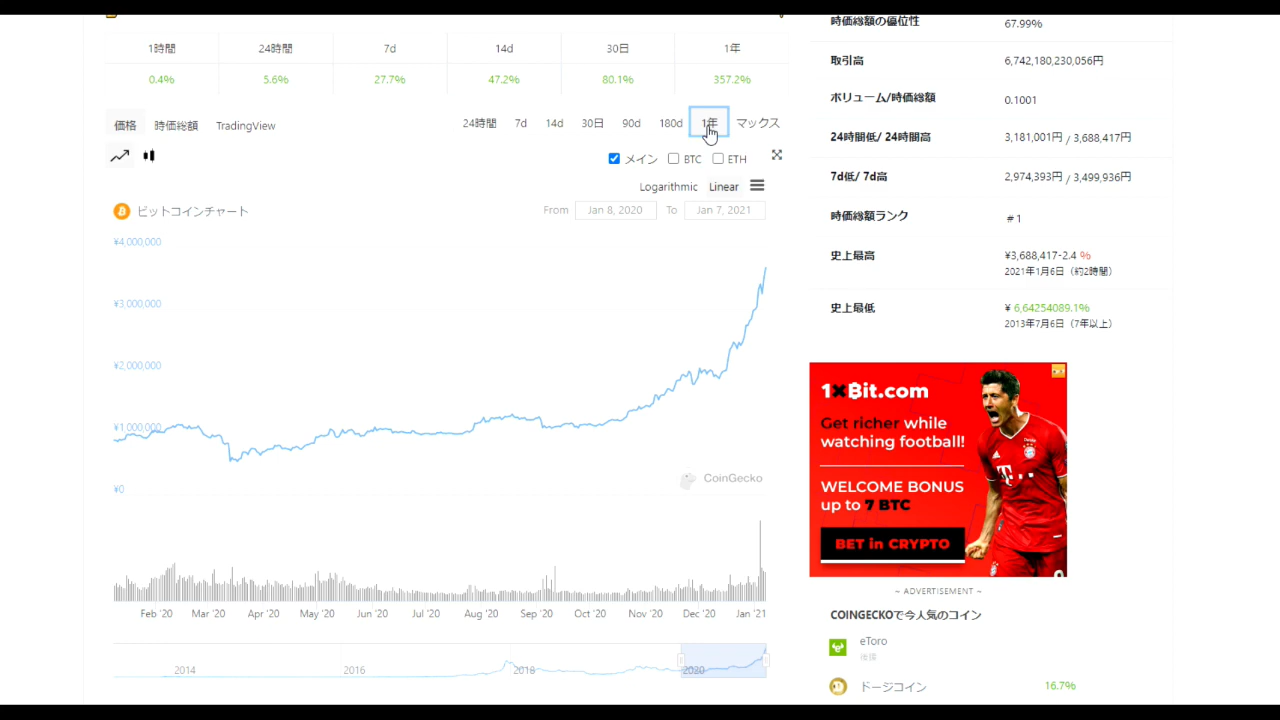 時価総額の優位性 67.99%
1時間 24時間 7d 14d 30日 1年
0.4% 5.6% 27.7% 47.2% 80.1% 357.2%
取引高 6,742,180,230,056円
ボリューム/時価総額 0.1001
価格 時価総額 TradingView
24時間 7d 14d 30日 90d 180d 1年 マックス
24時間低/ 24時間高 3,181,001円 / 3,688,417円
メイン BTC ETH
7d低/ 7d高 2,974,393円 / 3,499,936円
Logarithmic Linear
ビットコインチャート
From Jan 8, 2020 To Jan 7, 2021
時価総額ランク #1
史上最高 ¥3,688,417-2.4 %
2021年1月6日（約2時間）
史上最低 ¥ 6,64254089.1%
2013年7月6日（7年以上）
¥4,000,000
¥3,000,000
¥2,000,000
¥1,000,000
¥0
CoinGecko
Feb '20 Mar '20 Apr '20 May '20 Jun '20 Jul '20 Aug '20 Sep '20 Oct '20 Nov '20 Dec '20 Jan '21
2014 2016 2018 2020
1xBit.com
Get richer while
watching football!
WELCOME BONUS
up to 7 BTC
BET in CRYPTO
~ ADVERTISEMENT ~
COINGECKOで今人気のコイン
eToro
ドージコイン 16.7%